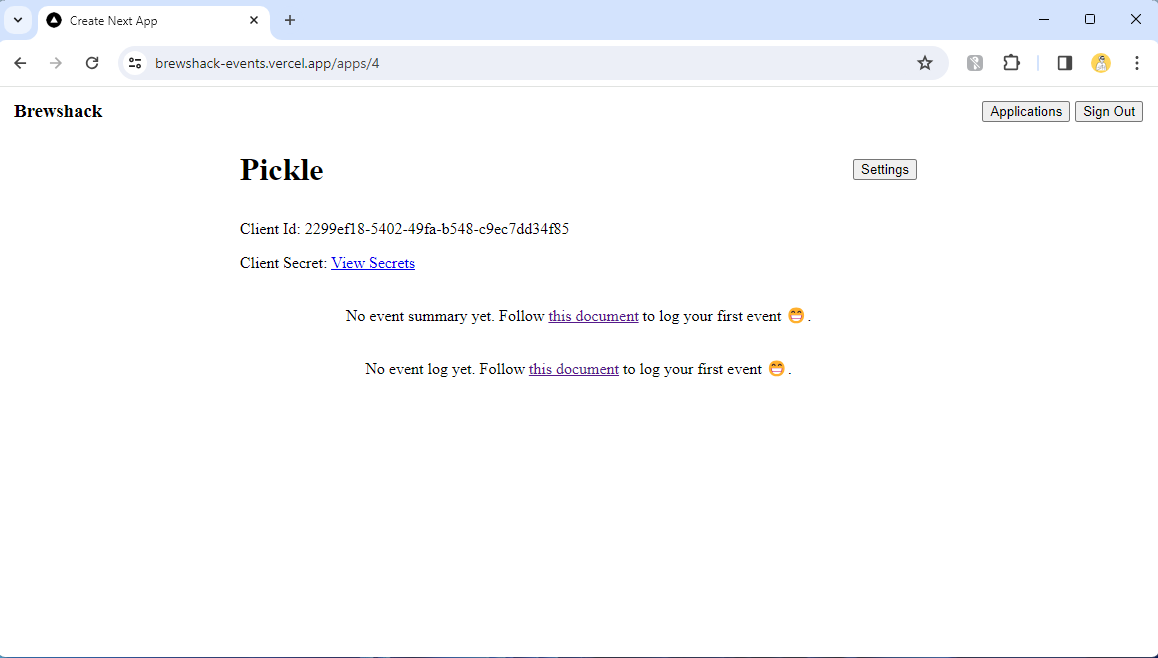 Create Next App
brewshack-events.vercel.app/apps/4
Brewshack
Applications
Sign Out
Pickle
Settings
Client Id: 2299ef18-5402-49fa-b548-c9ec7dd34f85
Client Secret: View Secrets
No event summary yet. Follow this document to log your first event 😁.
No event log yet. Follow this document to log your first event 😁.